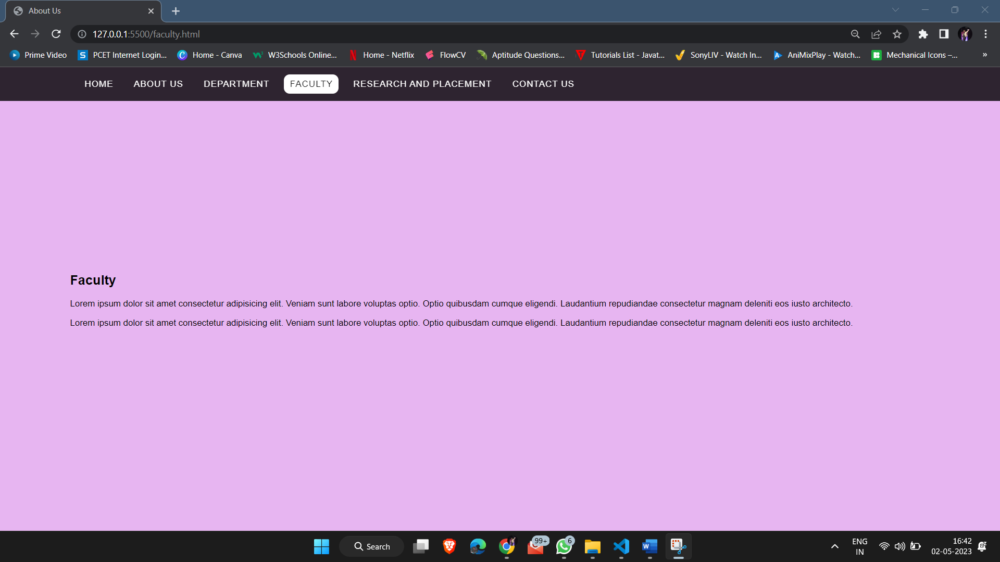 About Us
127.0.0.1:5500/faculty.html
Prime Video PCET Internet Login... Home - Canva W3Schools Online... Home - Netflix FlowCV Aptitude Questions... Tutorials List - Javat... SonyLIV - Watch In... AniMixPlay - Watch... Mechanical Icons –... »
HOME ABOUT US DEPARTMENT FACULTY RESEARCH AND PLACEMENT CONTACT US
Faculty
Lorem ipsum dolor sit amet consectetur adipisicing elit. Veniam sunt labore voluptas optio. Optio quibusdam cumque eligendi. Laudantium repudiandae consectetur magnam deleniti eos iusto architecto.
Lorem ipsum dolor sit amet consectetur adipisicing elit. Veniam sunt labore voluptas optio. Optio quibusdam cumque eligendi. Laudantium repudiandae consectetur magnam deleniti eos iusto architecto.
Search 99+ 6 ENG 16:42
IN 02-05-2023